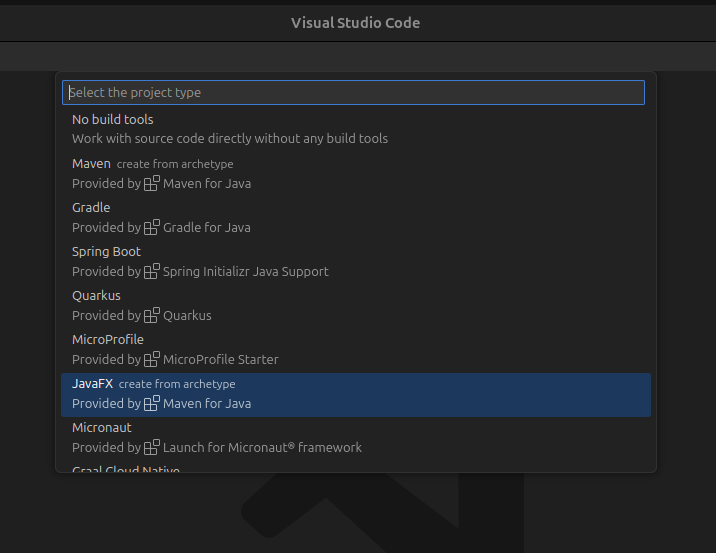 Visual Studio Code
Select the project type
No build tools
Work with source code directly without any build tools
Maven create from archetype
Provided by Maven for Java
Gradle
Provided by Gradle for Java
Spring Boot
Provided by Spring Initializr Java Support
Quarkus
Provided by Quarkus
MicroProfile
Provided by MicroProfile Starter
JavaFX create from archetype
Provided by Maven for Java
Micronaut
Provided by Launch for Micronaut® framework
Graal Cloud Native